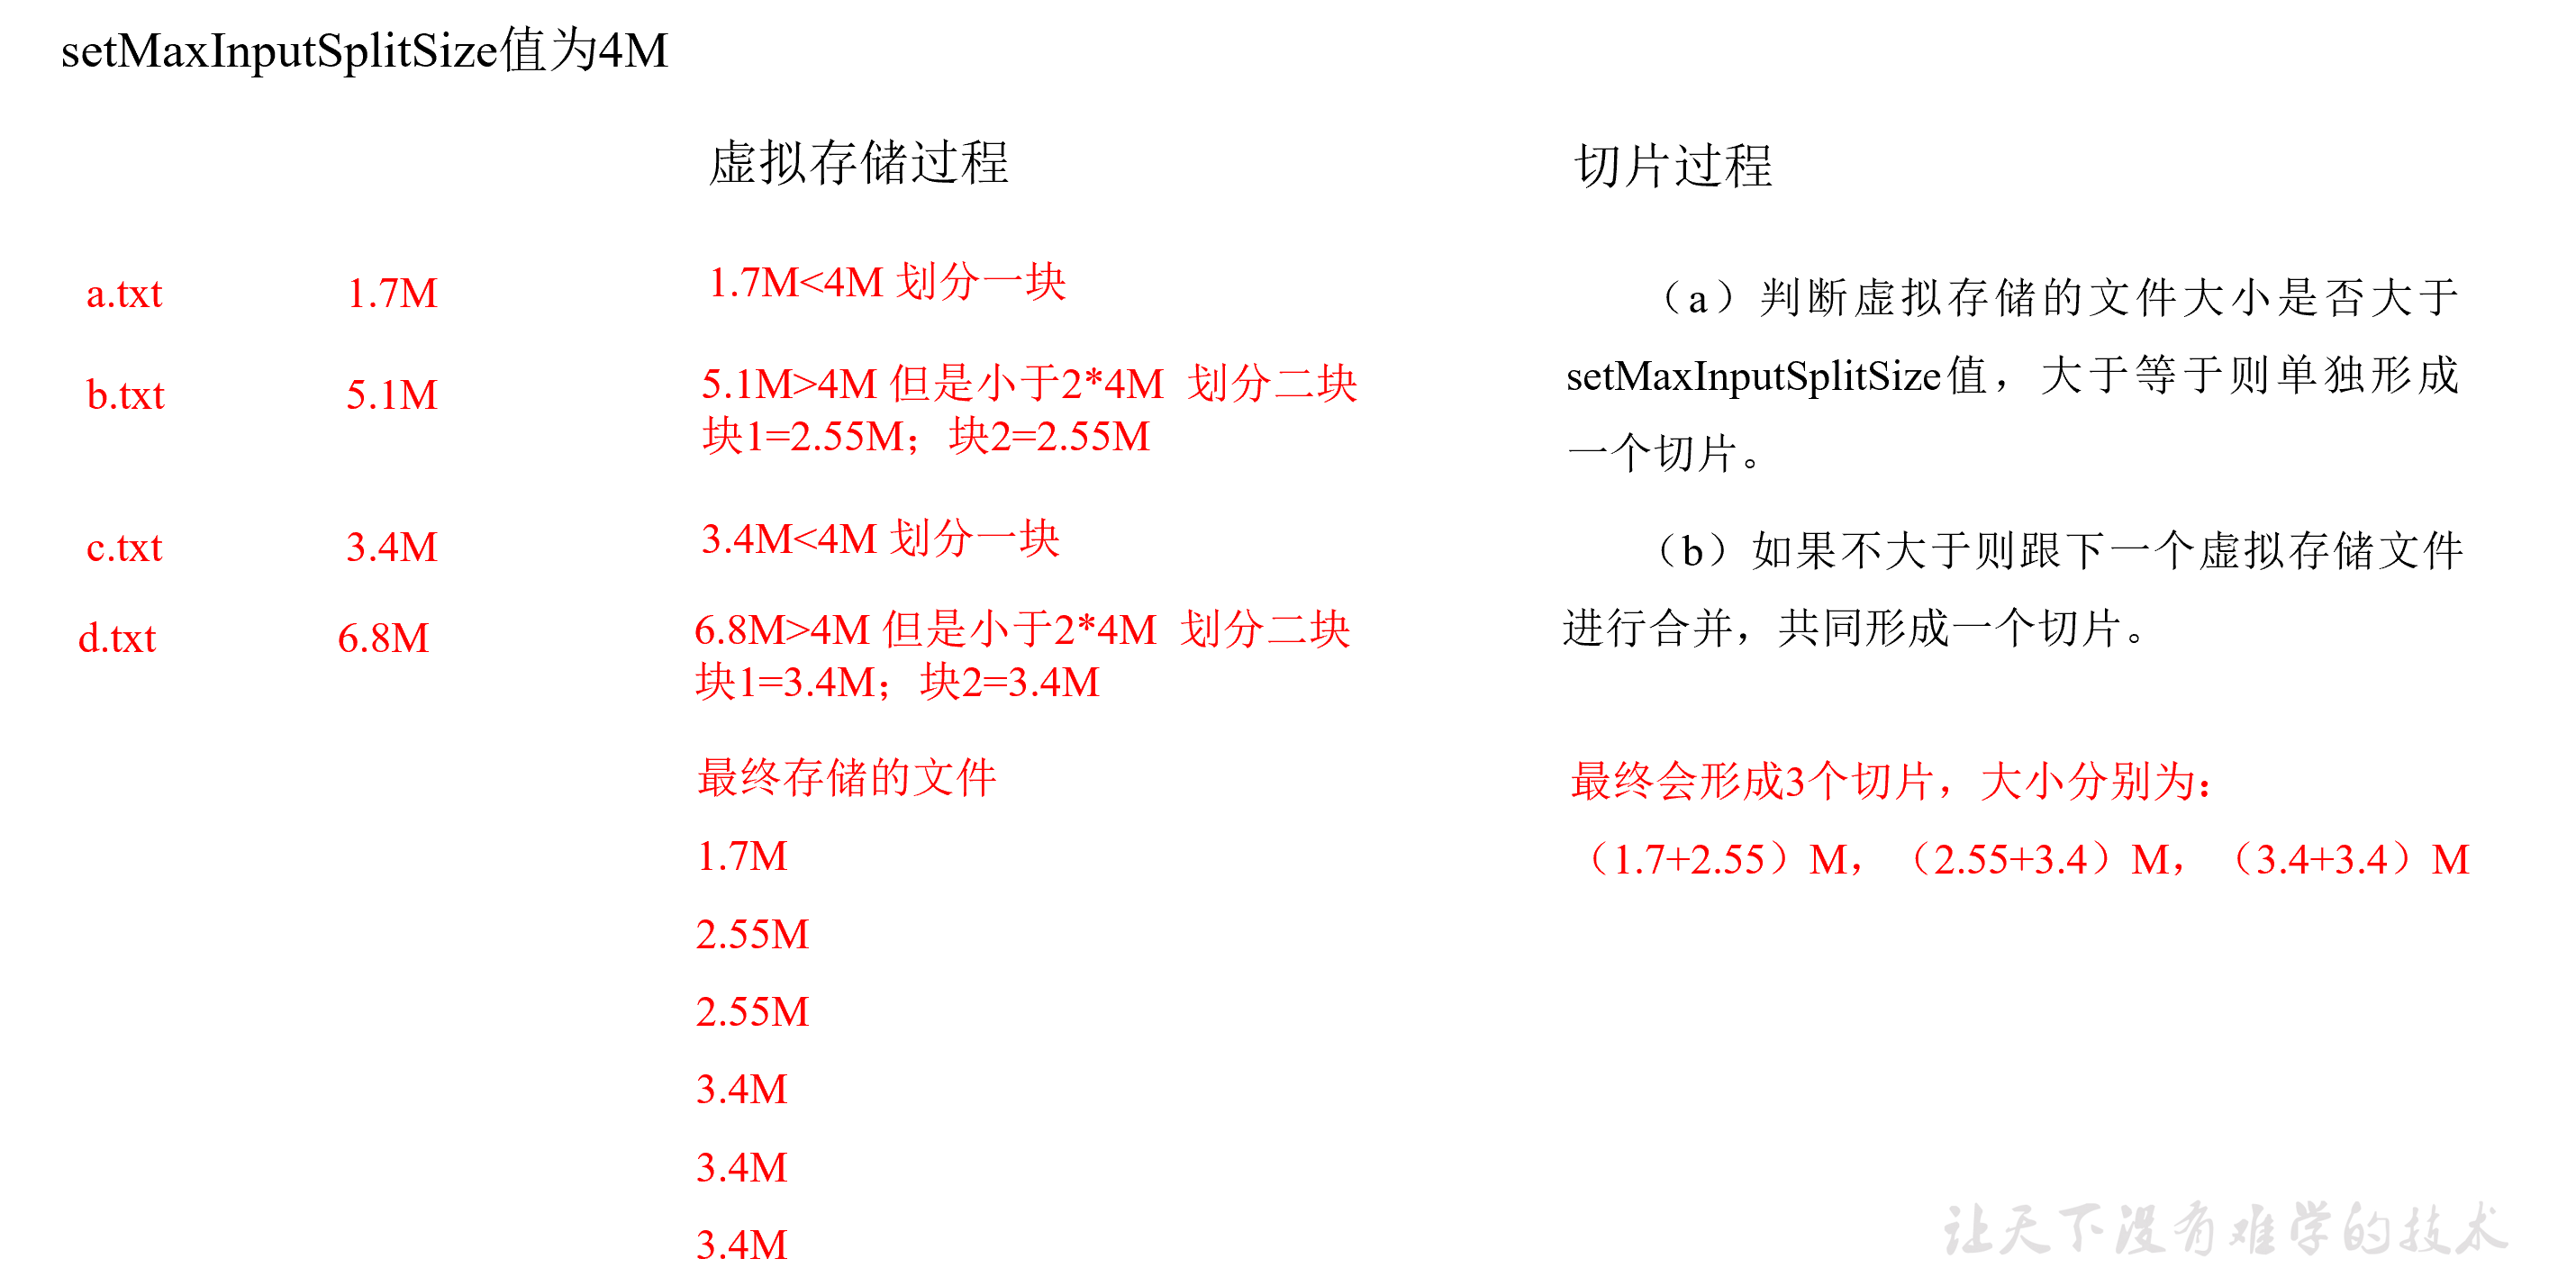 setMaxInputSplitSize值为4M
虚拟存储过程
切片过程
a.txt 1.7M 1.7M<4M 划分一块
b.txt 5.1M 5.1M>4M 但是小于2*4M 划分二块
块1=2.55M；块2=2.55M
c.txt 3.4M 3.4M<4M 划分一块
d.txt 6.8M 6.8M>4M 但是小于2*4M 划分二块
块1=3.4M；块2=3.4M
最终存储的文件
1.7M
2.55M
2.55M
3.4M
3.4M
3.4M
（a）判断虚拟存储的文件大小是否大于
setMaxInputSplitSize值，大于等于则单独形成
一个切片。
（b）如果不大于则跟下一个虚拟存储文件
进行合并，共同形成一个切片。
最终会形成3个切片，大小分别为：
（1.7+2.55）M，（2.55+3.4）M，（3.4+3.4）M
让天下没有难学的技术